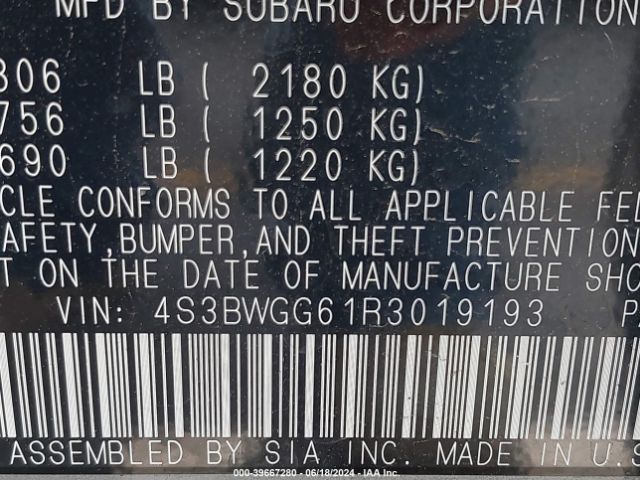 MFD BY SUBARU CORPORATION
806 LB ( 2180 KG)
756 LB ( 1250 KG)
690 LB ( 1220 KG)
CLE CONFORMS TO ALL APPLICABLE FE
AFETY, BUMPER, AND THEFT PREVENTION
T ON THE DATE OF MANUFACTURE SHO
VIN: 4S3BWGG61R3019193 P
ASSEMBLED BY SIA INC. MADE IN U.S
000-39667280 - 06/18/2024 - IAA Inc.